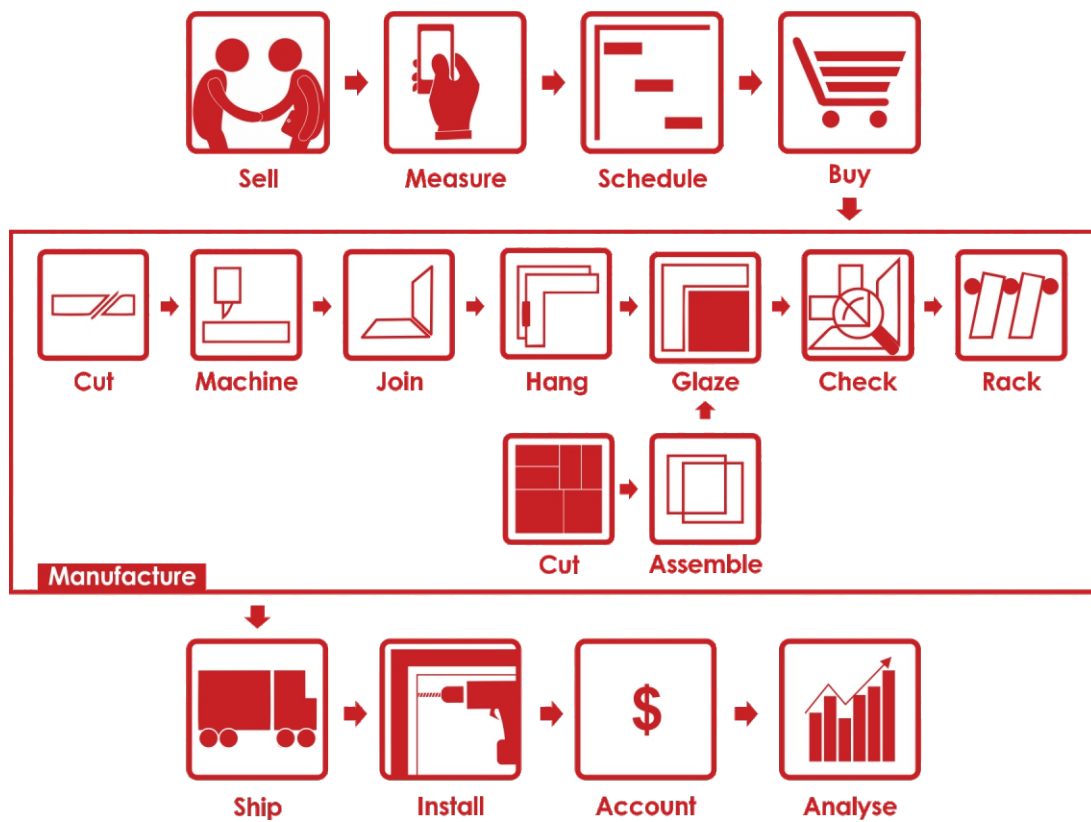 Sell
Measure
Schedule
Buy
Cut
Machine
Join
Hang
Glaze
Check
Rack
Cut
Assemble
Manufacture
$
Ship
Install
Account
Analyse